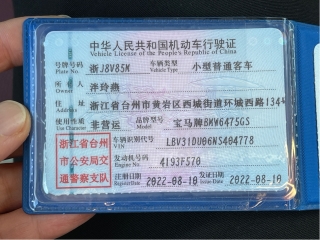 中华人民共和国机动车行驶证
Vehicle License of the People's Republic of China
号牌号码 浙J8V85N 车辆类型 小型普通客车
Plate No. Vehicle Type
所有人 泮玲燕
Owner
住址 浙江省台州市黄岩区西城街道环城西路134号
Address
使用性质 非营运 品牌型号 宝马牌BMW6475GS
Use Character Model
浙江省台州
市公安局交
通警察支队
车辆识别代号 LBV31DU06NS404778
VIN
发动机号码 4193F570
Engine No.
注册日期 2022-08-10 发证日期 2022-08-10
Register Date Issue Date